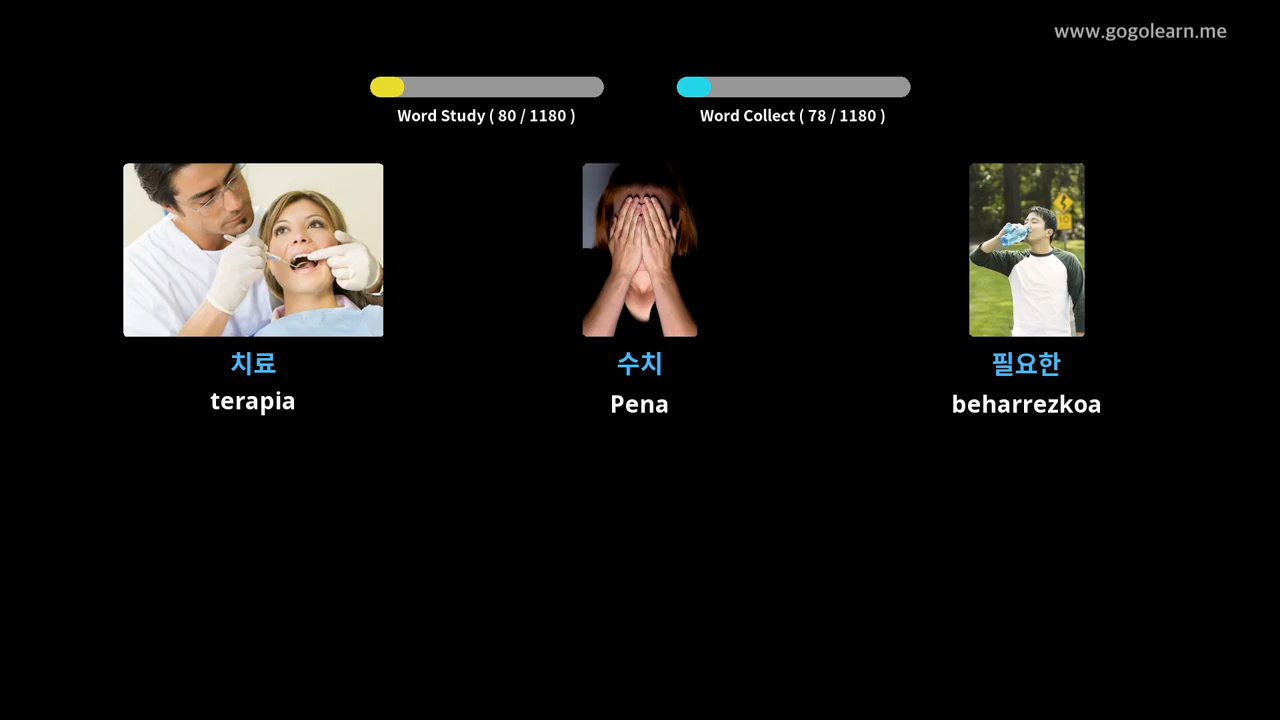 www.gogolearn.me
Word Study ( 80 / 1180 )
Word Collect ( 78 / 1180 )
치료
terapia
수치
Pena
필요한
beharrezkoa